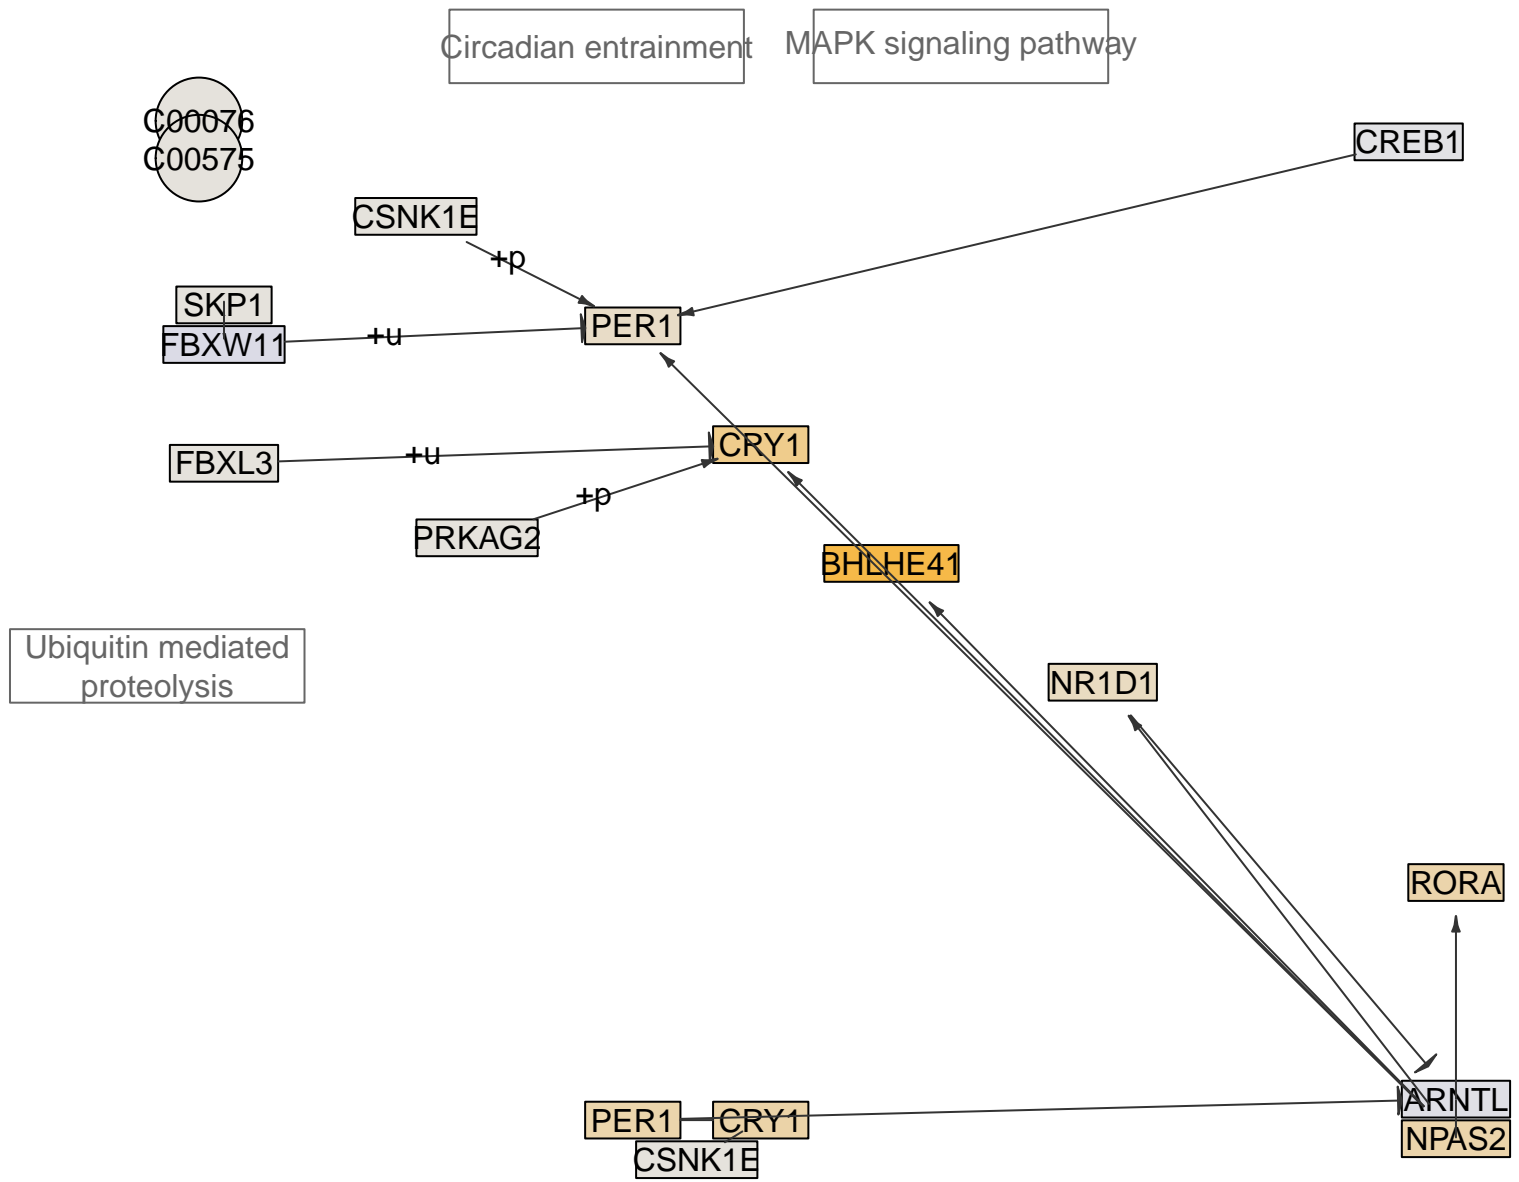 Circadian entrainment
MAPK signaling pathway
C00076
CREB1
C00575
CSNK1E
+p
SKP1
PER1
+u
FBXW11
CRY1
+u
FBXL3
+p
PRKAG2
BHLHE41
Ubiquitin mediated
proteolysis
NR1D1
RORA
ARNTL
PER1
CRY1
NPAS2
CSNK1E